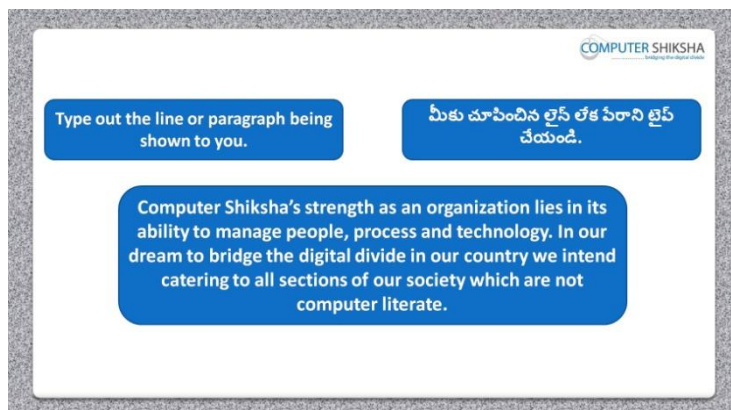 COMPUTER SHIKSHA
bridging the digital divide
Type out the line or paragraph being
shown to you.
మీకు చూపించిన లైన్ లేక పేరాని టైప్
చేయండి.
Computer Shiksha's strength as an organization lies in its
ability to manage people, process and technology. In our
dream to bridge the digital divide in our country we intend
catering to all sections of our society which are not
computer literate.